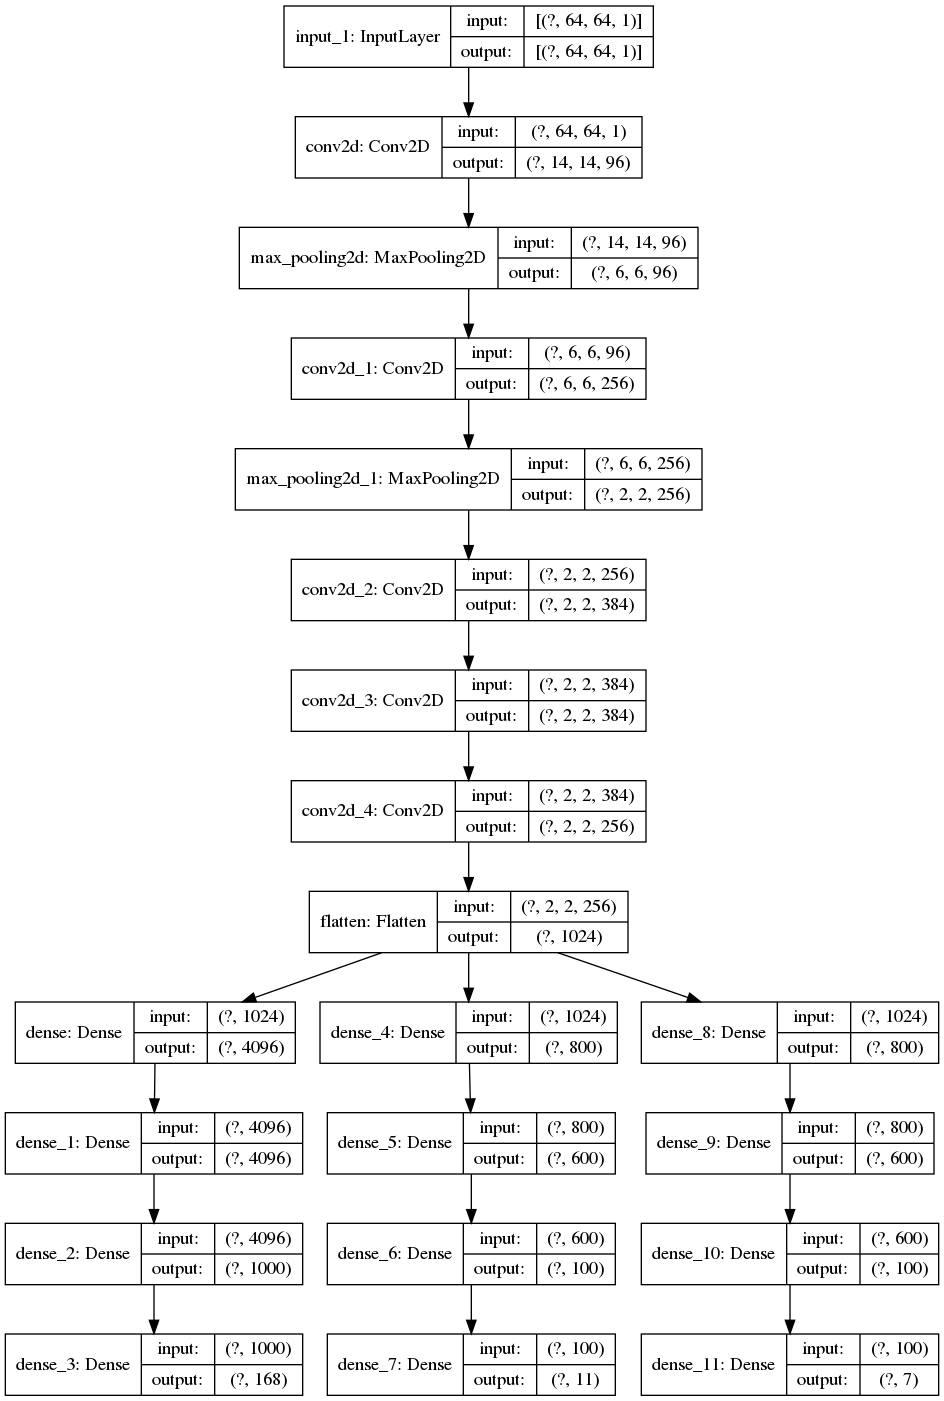 input_1: InputLayer
input:
[(?, 64, 64, 1)]
output:
[(?, 64, 64, 1)]
conv2d: Conv2D
input:
(?, 64, 64, 1)
output:
(?, 14, 14, 96)
max_pooling2d: MaxPooling2D
input:
(?, 14, 14, 96)
output:
(?, 6, 6, 96)
conv2d_1: Conv2D
input:
(?, 6, 6, 96)
output:
(?, 6, 6, 256)
max_pooling2d_1: MaxPooling2D
input:
(?, 6, 6, 256)
output:
(?, 2, 2, 256)
conv2d_2: Conv2D
input:
(?, 2, 2, 256)
output:
(?, 2, 2, 384)
conv2d_3: Conv2D
input:
(?, 2, 2, 384)
output:
(?, 2, 2, 384)
conv2d_4: Conv2D
input:
(?, 2, 2, 384)
output:
(?, 2, 2, 256)
flatten: Flatten
input:
(?, 2, 2, 256)
output:
(?, 1024)
dense: Dense
input:
(?, 1024)
output:
(?, 4096)
dense_4: Dense
input:
(?, 1024)
output:
(?, 800)
dense_8: Dense
input:
(?, 1024)
output:
(?, 800)
dense_1: Dense
input:
(?, 4096)
output:
(?, 4096)
dense_5: Dense
input:
(?, 800)
output:
(?, 600)
dense_9: Dense
input:
(?, 800)
output:
(?, 600)
dense_2: Dense
input:
(?, 4096)
output:
(?, 1000)
dense_6: Dense
input:
(?, 600)
output:
(?, 100)
dense_10: Dense
input:
(?, 600)
output:
(?, 100)
dense_3: Dense
input:
(?, 1000)
output:
(?, 168)
dense_7: Dense
input:
(?, 100)
output:
(?, 11)
dense_11: Dense
input:
(?, 100)
output:
(?, 7)